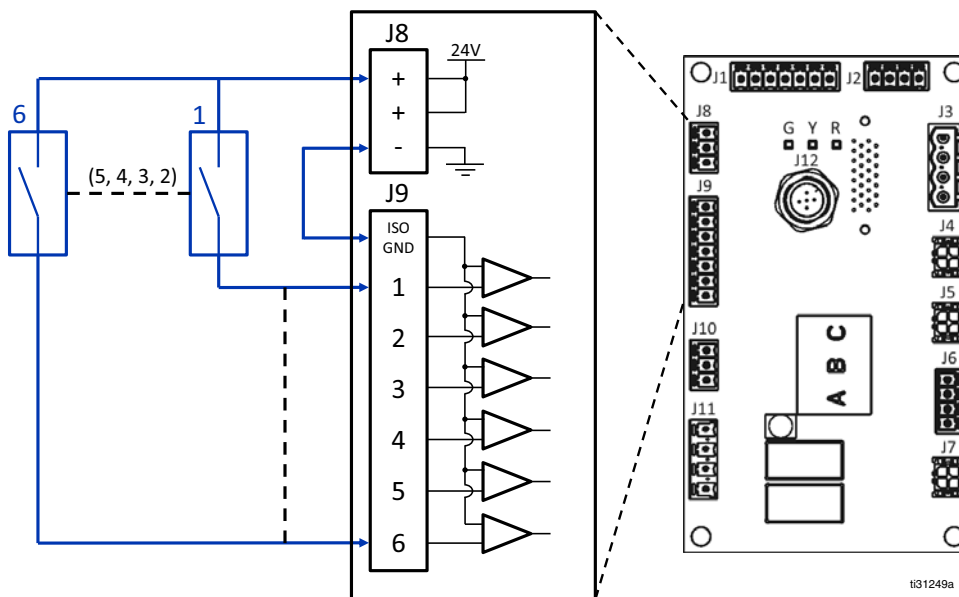 J8
24V
+
+
-
6
1
(5, 4, 3, 2)
J9
ISO
GND
1
2
3
4
5
6
J1
J2
J8
J3
G Y R
J12
J9
J4
J5
J10
J6
A B C
J11
J7
ti31249a